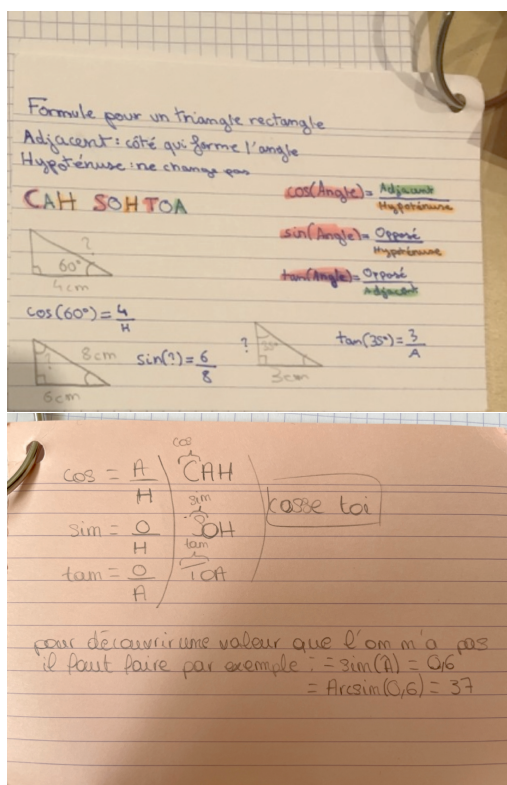 Formule pour un triangle rectangle
Adjacent : côté qui forme l'angle
Hypoténuse : ne change pas
CAH SOH TOA
cos(Angle) = Adjacent / Hypoténuse
sin(Angle) = Opposé / Hypoténuse
tan(Angle) = Opposé / Adjacent
?
60°
4cm
cos(60°) = 4 / H
?
8cm
6cm
sin(?) = 6 / 8
?
35°
3cm
tan(35°) = 3 / A
cos = A / H
cos
CAH
casse toi
sin = O / H
sin
SOH
tan = O / A
tan
TOA
pour découvrir une valeur que l'on n'a pas
il faut faire par exemple : = sin(A) = 0,6
= Arcsin(0,6) = 37